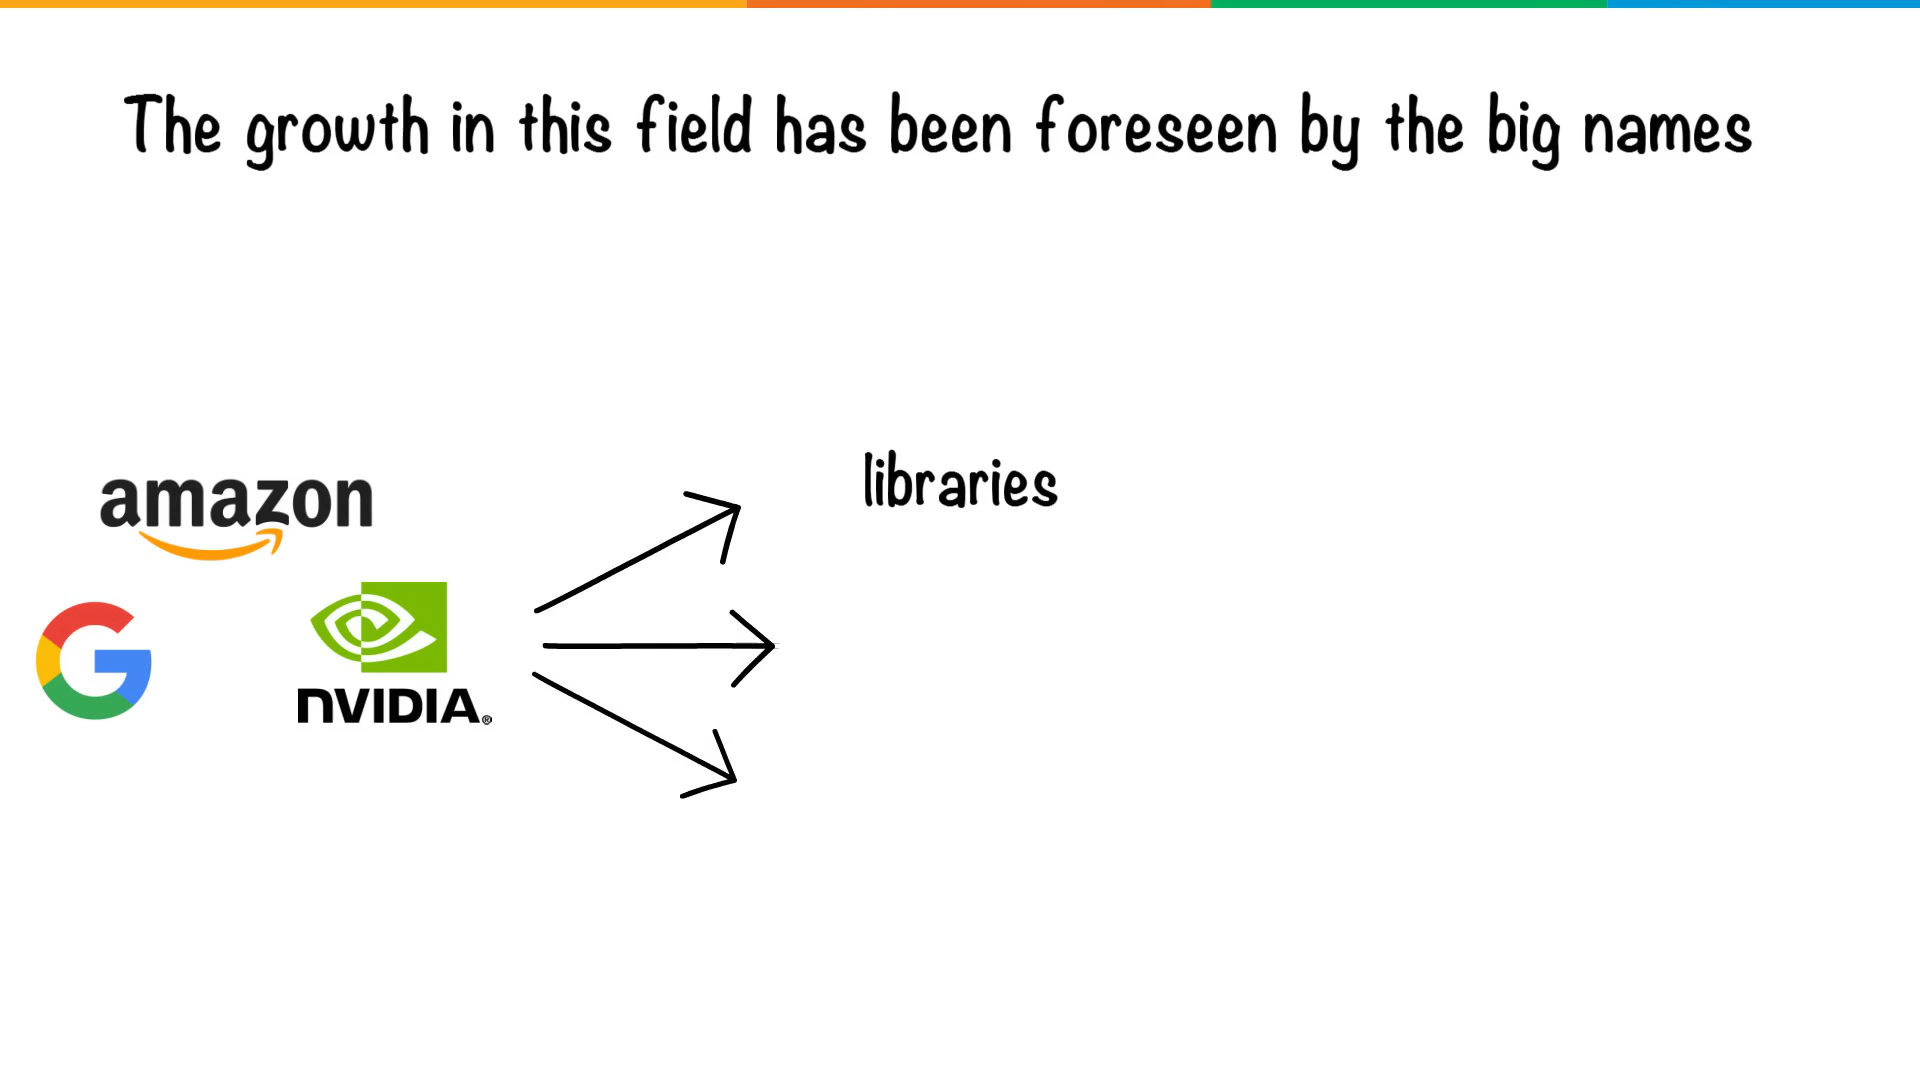 The growth in this field has been foreseen by the big names
libraries
amazon
G
NVIDIA®